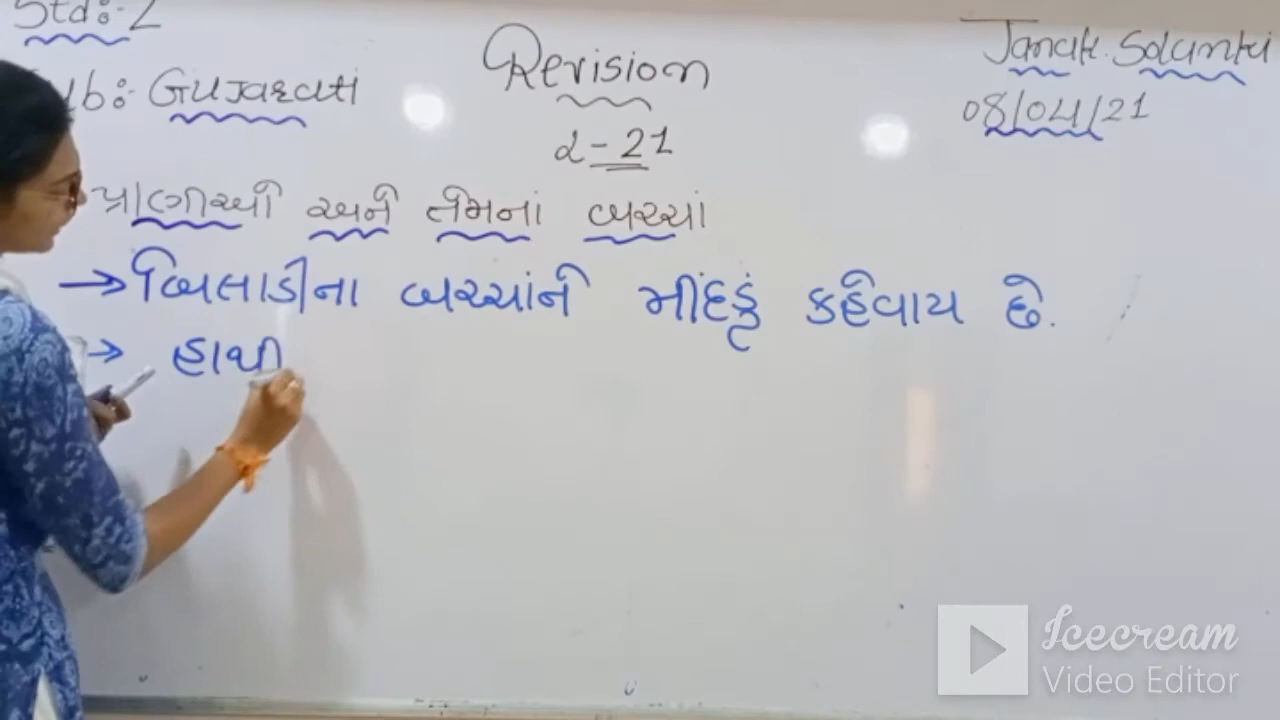 Std:- 2
Sub:- Gujarati
Revision
2-21
Janak. Solanki
08/04/21
પ્રાણીઓ અને તેમનાં બચ્ચાં
→ બિલાડીના બચ્ચાંને મીંદડું કહેવાય છે.
→ હાથી
Icecream
Video Editor